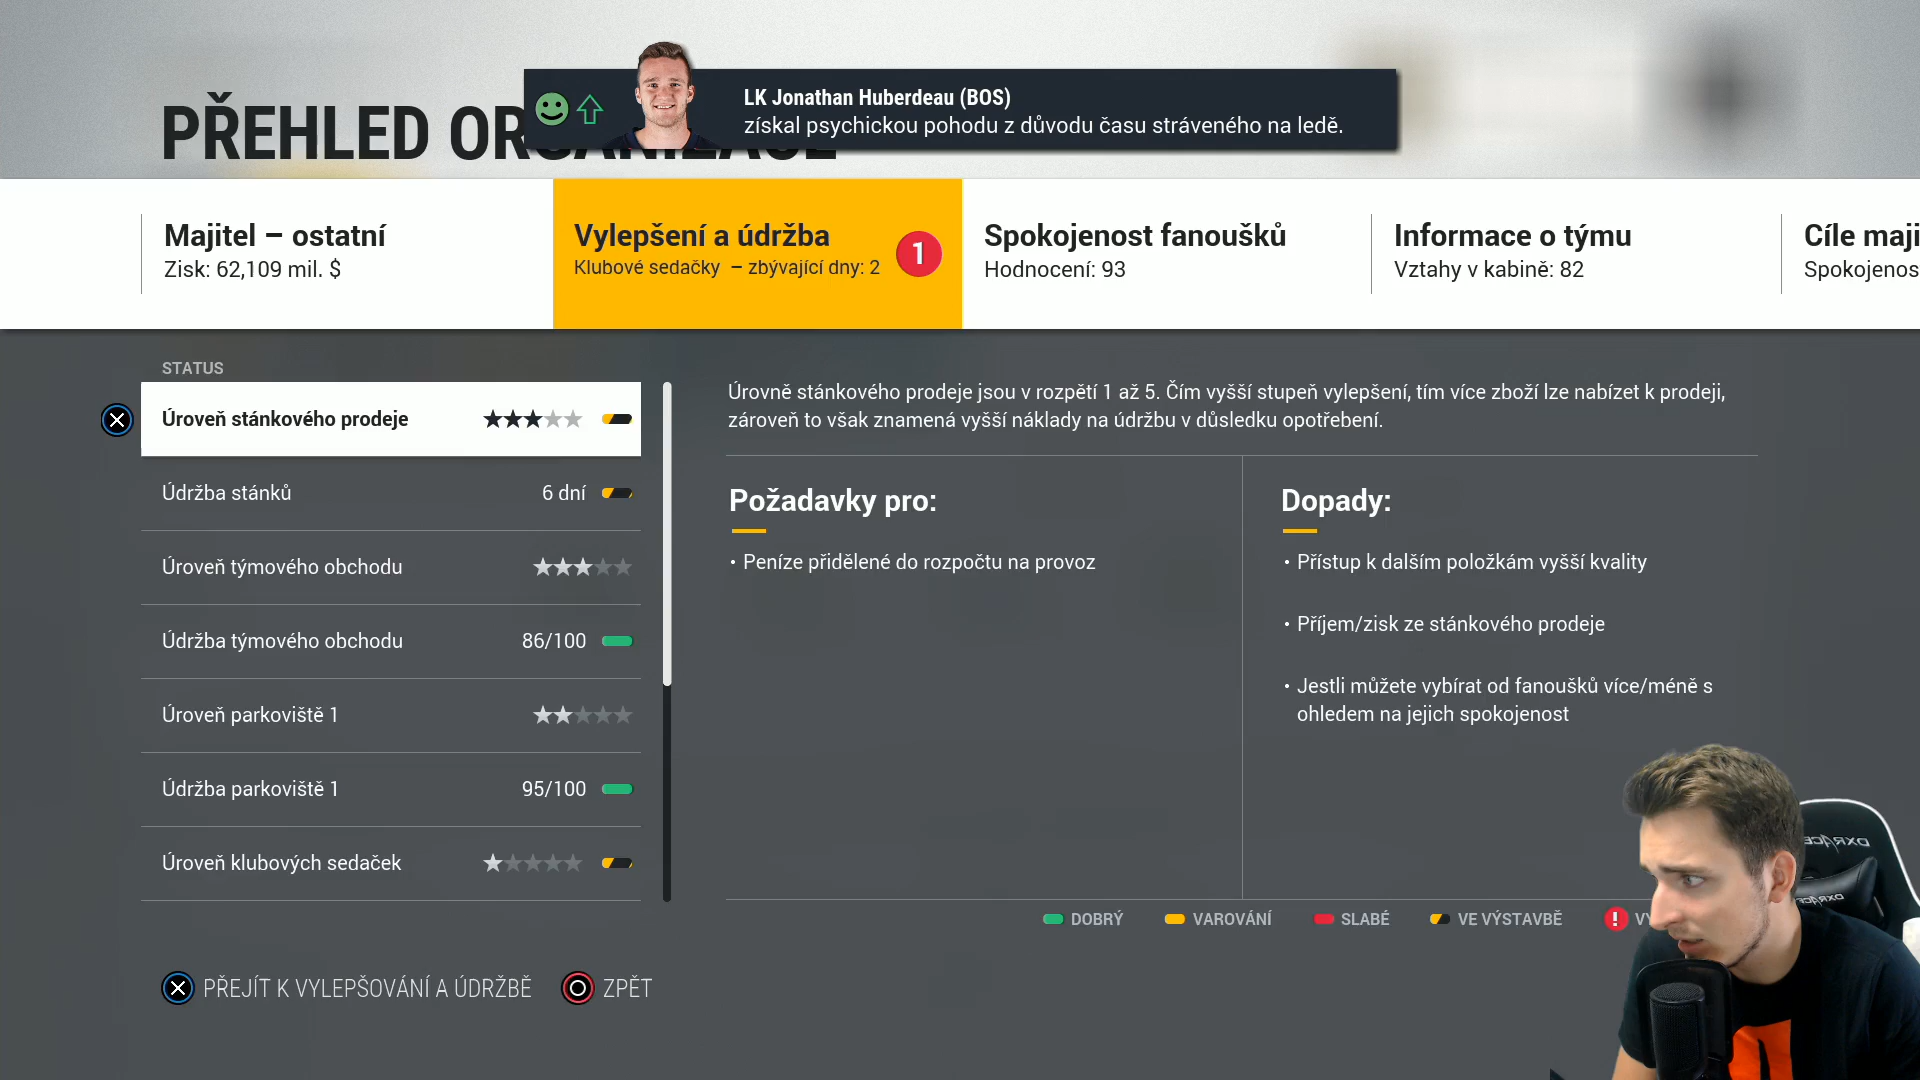 PŘEHLED OR
LK Jonathan Huberdeau (BOS)
získal psychickou pohodu z důvodu času stráveného na ledě.
Majitel – ostatní
Zisk: 62,109 mil. $
Vylepšení a údržba
Klubové sedačky – zbývající dny: 2
1
Spokojenost fanoušků
Hodnocení: 93
Informace o týmu
Vztahy v kabině: 82
Cíle maji
Spokojenos
STATUS
Úroveň stánkového prodeje
Údržba stánků 6 dní
Úroveň týmového obchodu
Údržba týmového obchodu 86/100
Úroveň parkoviště 1
Údržba parkoviště 1 95/100
Úroveň klubových sedaček
Úrovně stánkového prodeje jsou v rozpětí 1 až 5. Čím vyšší stupeň vylepšení, tím více zboží lze nabízet k prodeji,
zároveň to však znamená vyšší náklady na údržbu v důsledku opotřebení.
Požadavky pro:
• Peníze přidělené do rozpočtu na provoz
Dopady:
• Přístup k dalším položkám vyšší kvality
• Příjem/zisk ze stánkového prodeje
• Jestli můžete vybírat od fanoušků více/méně s
ohledem na jejich spokojenost
DOBRÝ VAROVÁNÍ SLABÉ VE VÝSTAVBĚ ! VY
PŘEJÍT K VYLEPŠOVÁNÍ A ÚDRŽBĚ ZPĚT